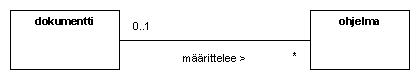 dokumentti
0..1
ohjelma
määrittelee >
*